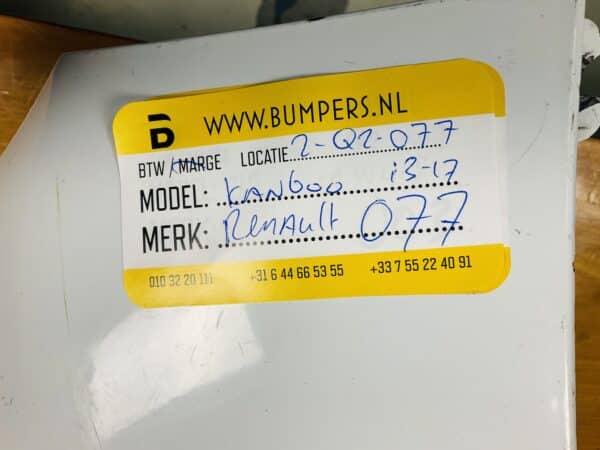 B WWW.BUMPERS.NL
BTW / MARGE LOCATIE 2-Q2-077
MODEL: KANGOO 13-17
MERK: RENAULT 077
010 32 20 111 +31 6 44 66 53 55 +33 7 55 22 40 91